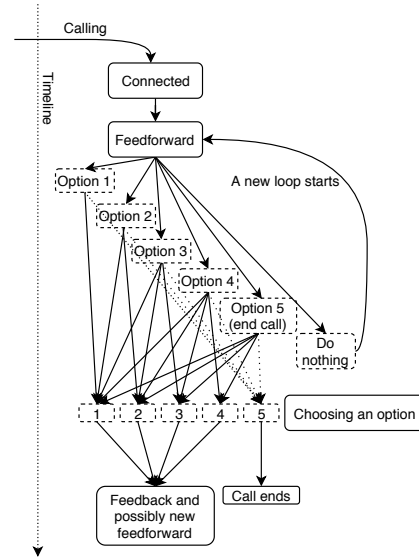 Calling
Timeline
Connected
Feedforward
A new loop starts
Option 1
Option 2
Option 3
Option 4
Option 5
(end call)
Do
nothing
1
2
3
4
5
Choosing an option
Feedback and
possibly new
feedforward
Call ends